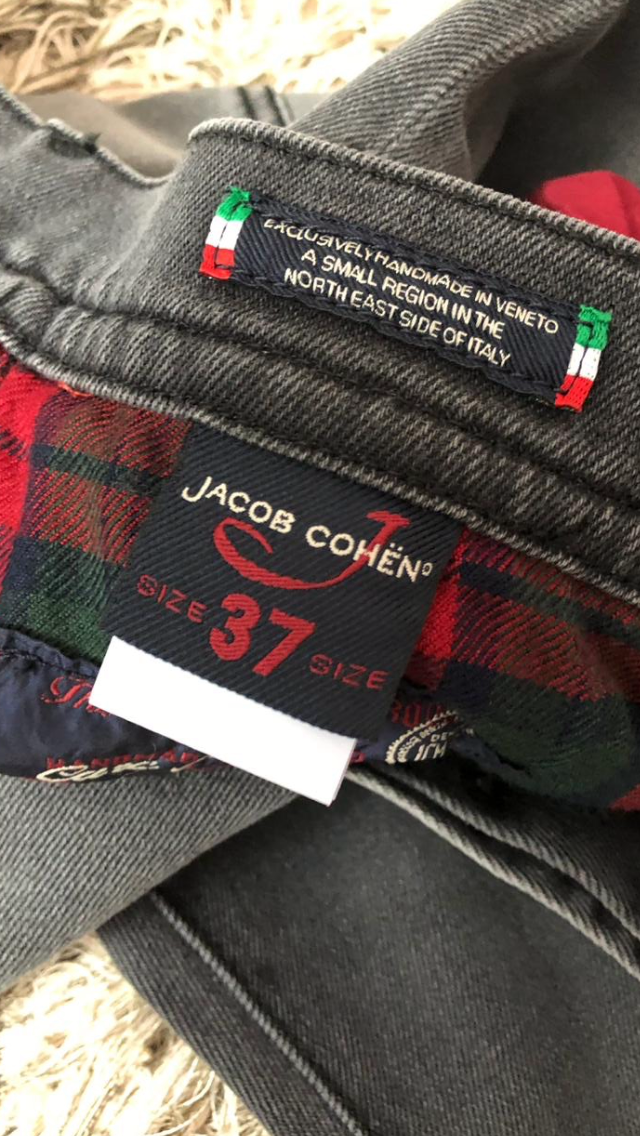 EXCLUSIVELY HANDMADE IN VENETO
A SMALL REGION IN THE
NORTH EAST SIDE OF ITALY
JACOB COHËN
SIZE 37 SIZE